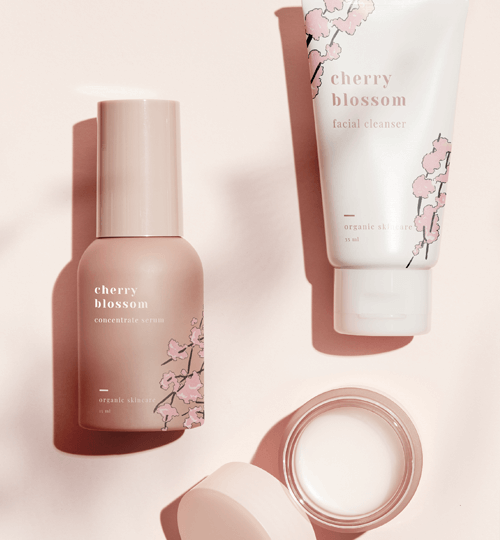 cherry
blossom
facial cleanser
organic skincare
cherry
blossom
concentrate serum
organic skincare